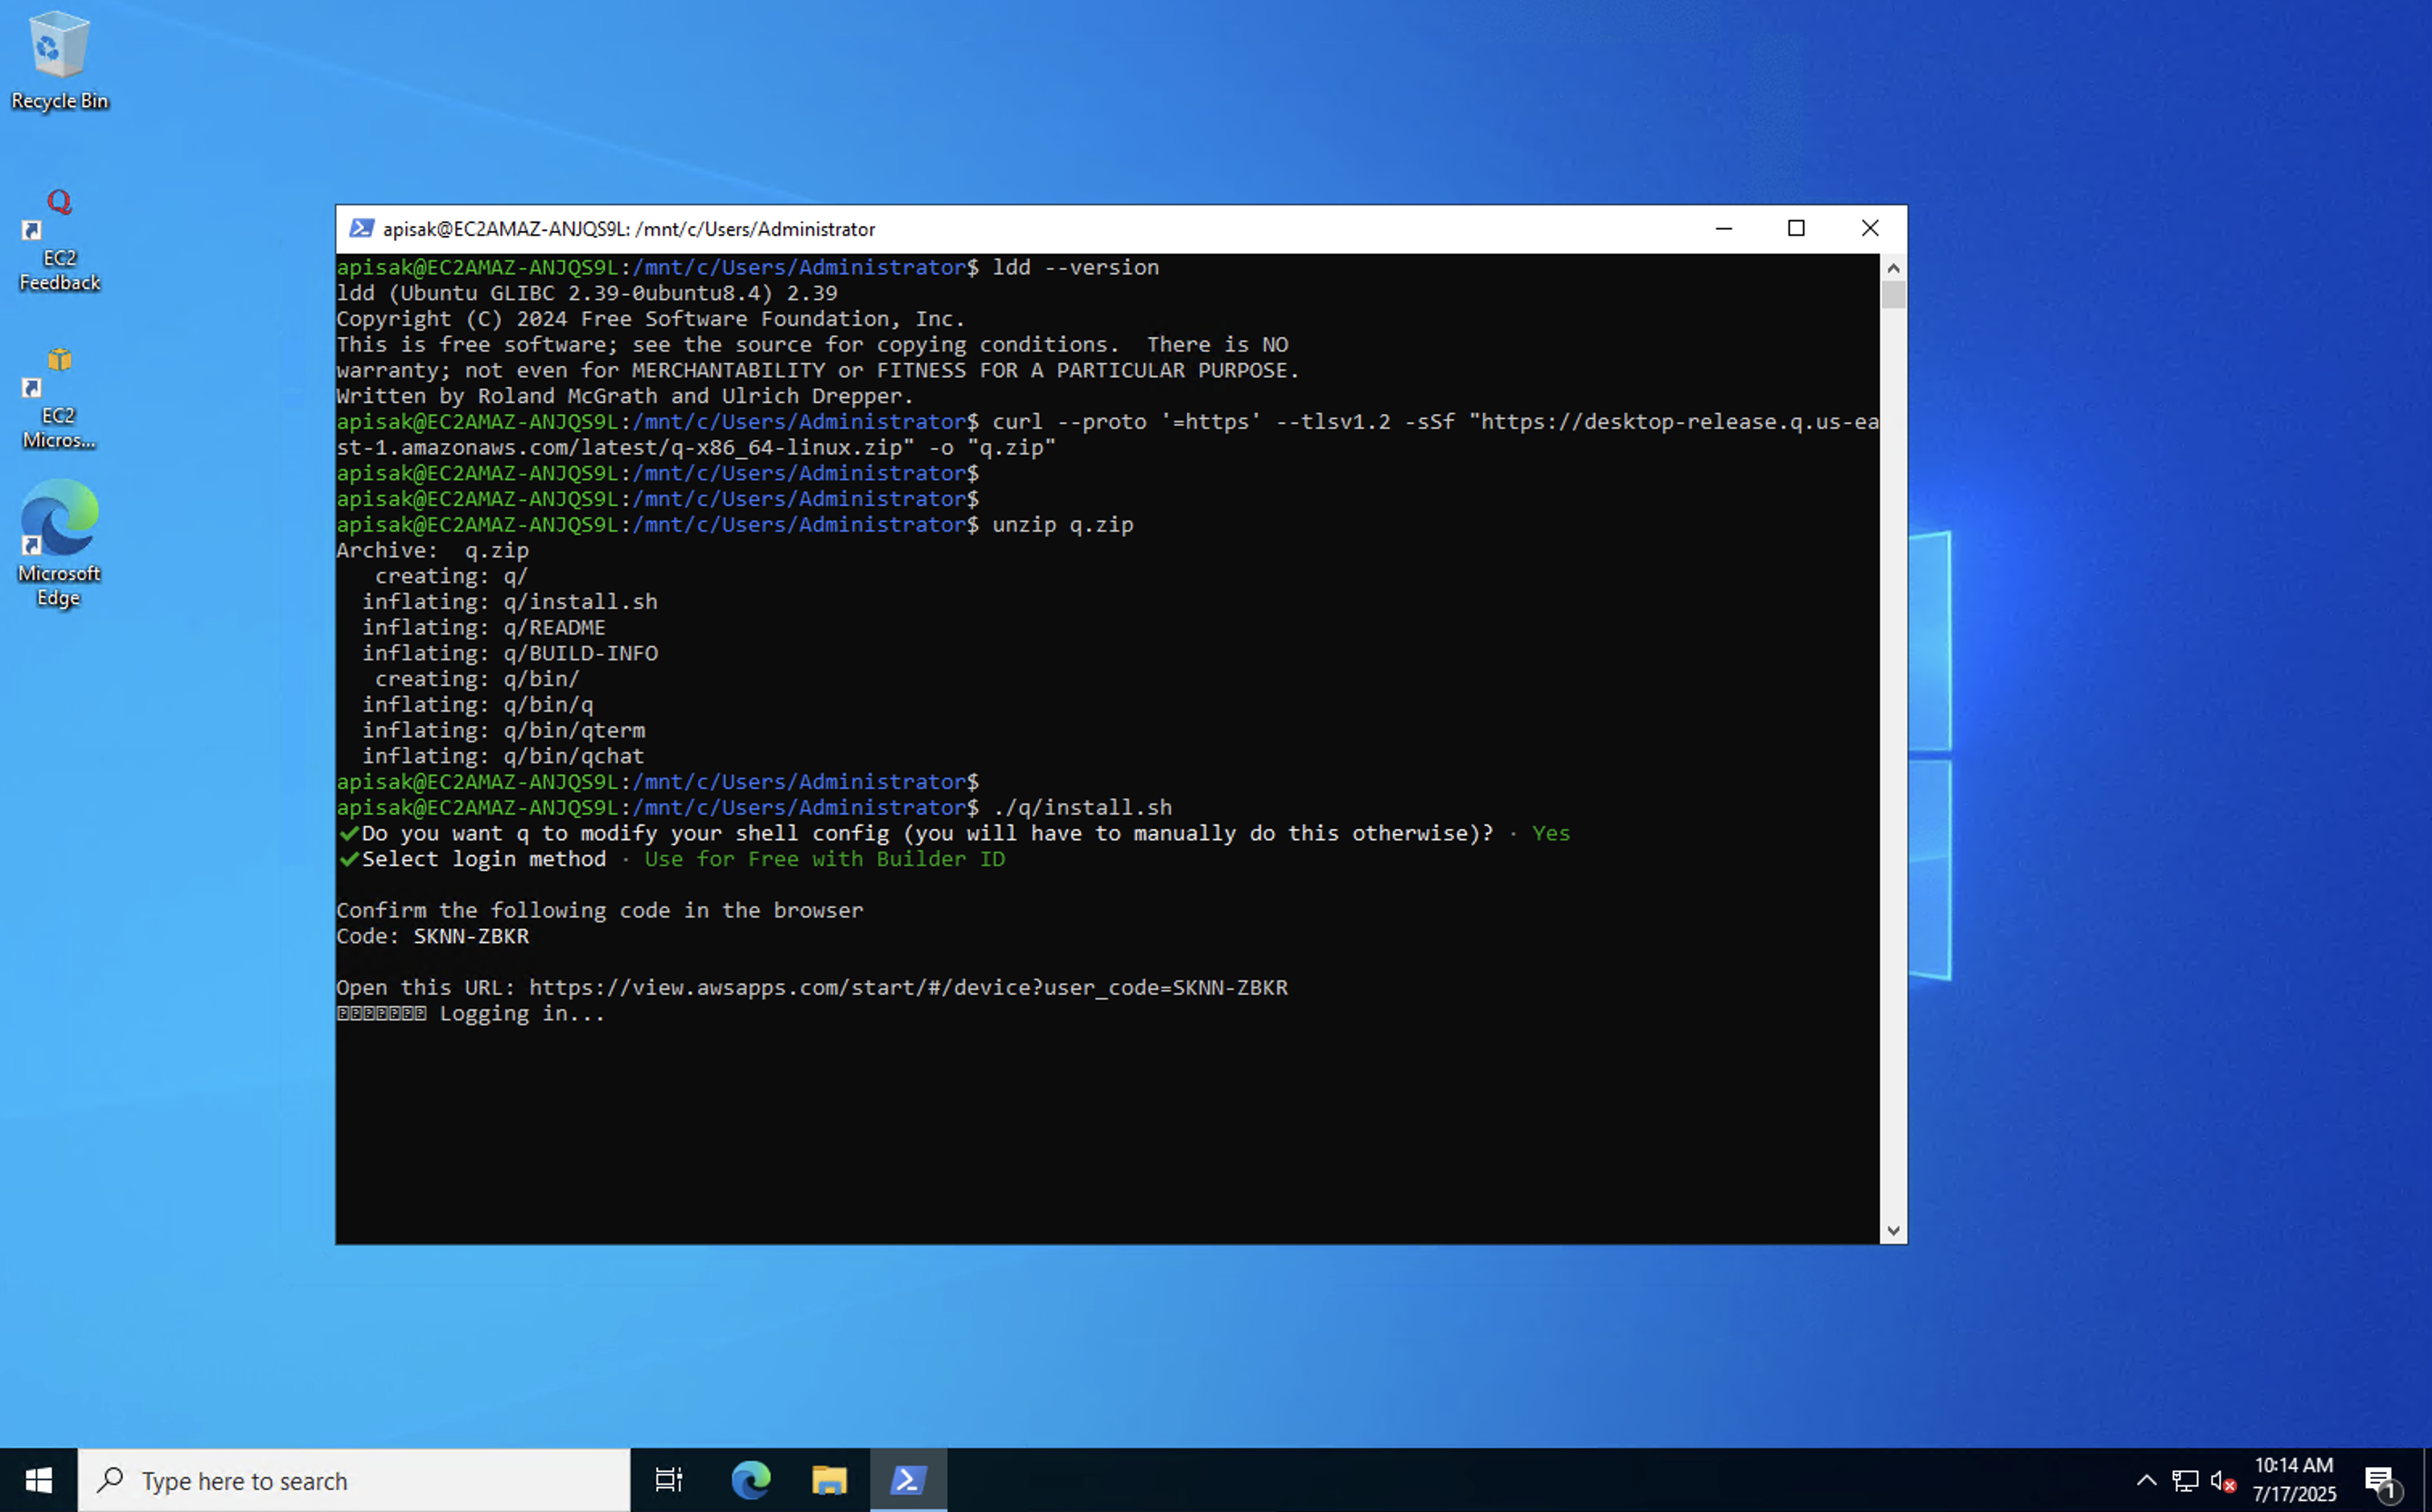 Recycle Bin
EC2
Feedback
EC2
Micros...
Microsoft
Edge
apisak@EC2AMAZ-ANJQS9L: /mnt/c/Users/Administrator
apisak@EC2AMAZ-ANJQS9L:/mnt/c/Users/Administrator$ ldd --version
ldd (Ubuntu GLIBC 2.39-0ubuntu8.4) 2.39
Copyright (C) 2024 Free Software Foundation, Inc.
This is free software; see the source for copying conditions.  There is NO
warranty; not even for MERCHANTABILITY or FITNESS FOR A PARTICULAR PURPOSE.
Written by Roland McGrath and Ulrich Drepper.
apisak@EC2AMAZ-ANJQS9L:/mnt/c/Users/Administrator$ curl --proto '=https' --tlsv1.2 -sSf "https://desktop-release.q.us-ea
st-1.amazonaws.com/latest/q-x86_64-linux.zip" -o "q.zip"
apisak@EC2AMAZ-ANJQS9L:/mnt/c/Users/Administrator$
apisak@EC2AMAZ-ANJQS9L:/mnt/c/Users/Administrator$
apisak@EC2AMAZ-ANJQS9L:/mnt/c/Users/Administrator$ unzip q.zip
Archive:  q.zip
   creating: q/
  inflating: q/install.sh
  inflating: q/README
  inflating: q/BUILD-INFO
   creating: q/bin/
  inflating: q/bin/q
  inflating: q/bin/qterm
  inflating: q/bin/qchat
apisak@EC2AMAZ-ANJQS9L:/mnt/c/Users/Administrator$
apisak@EC2AMAZ-ANJQS9L:/mnt/c/Users/Administrator$ ./q/install.sh
✔Do you want q to modify your shell config (you will have to manually do this otherwise)? · Yes
✔Select login method · Use for Free with Builder ID
Confirm the following code in the browser
Code: SKNN-ZBKR
Open this URL: https://view.awsapps.com/start/#/device?user_code=SKNN-ZBKR
Logging in...
Type here to search
10:14 AM
7/17/2025
1